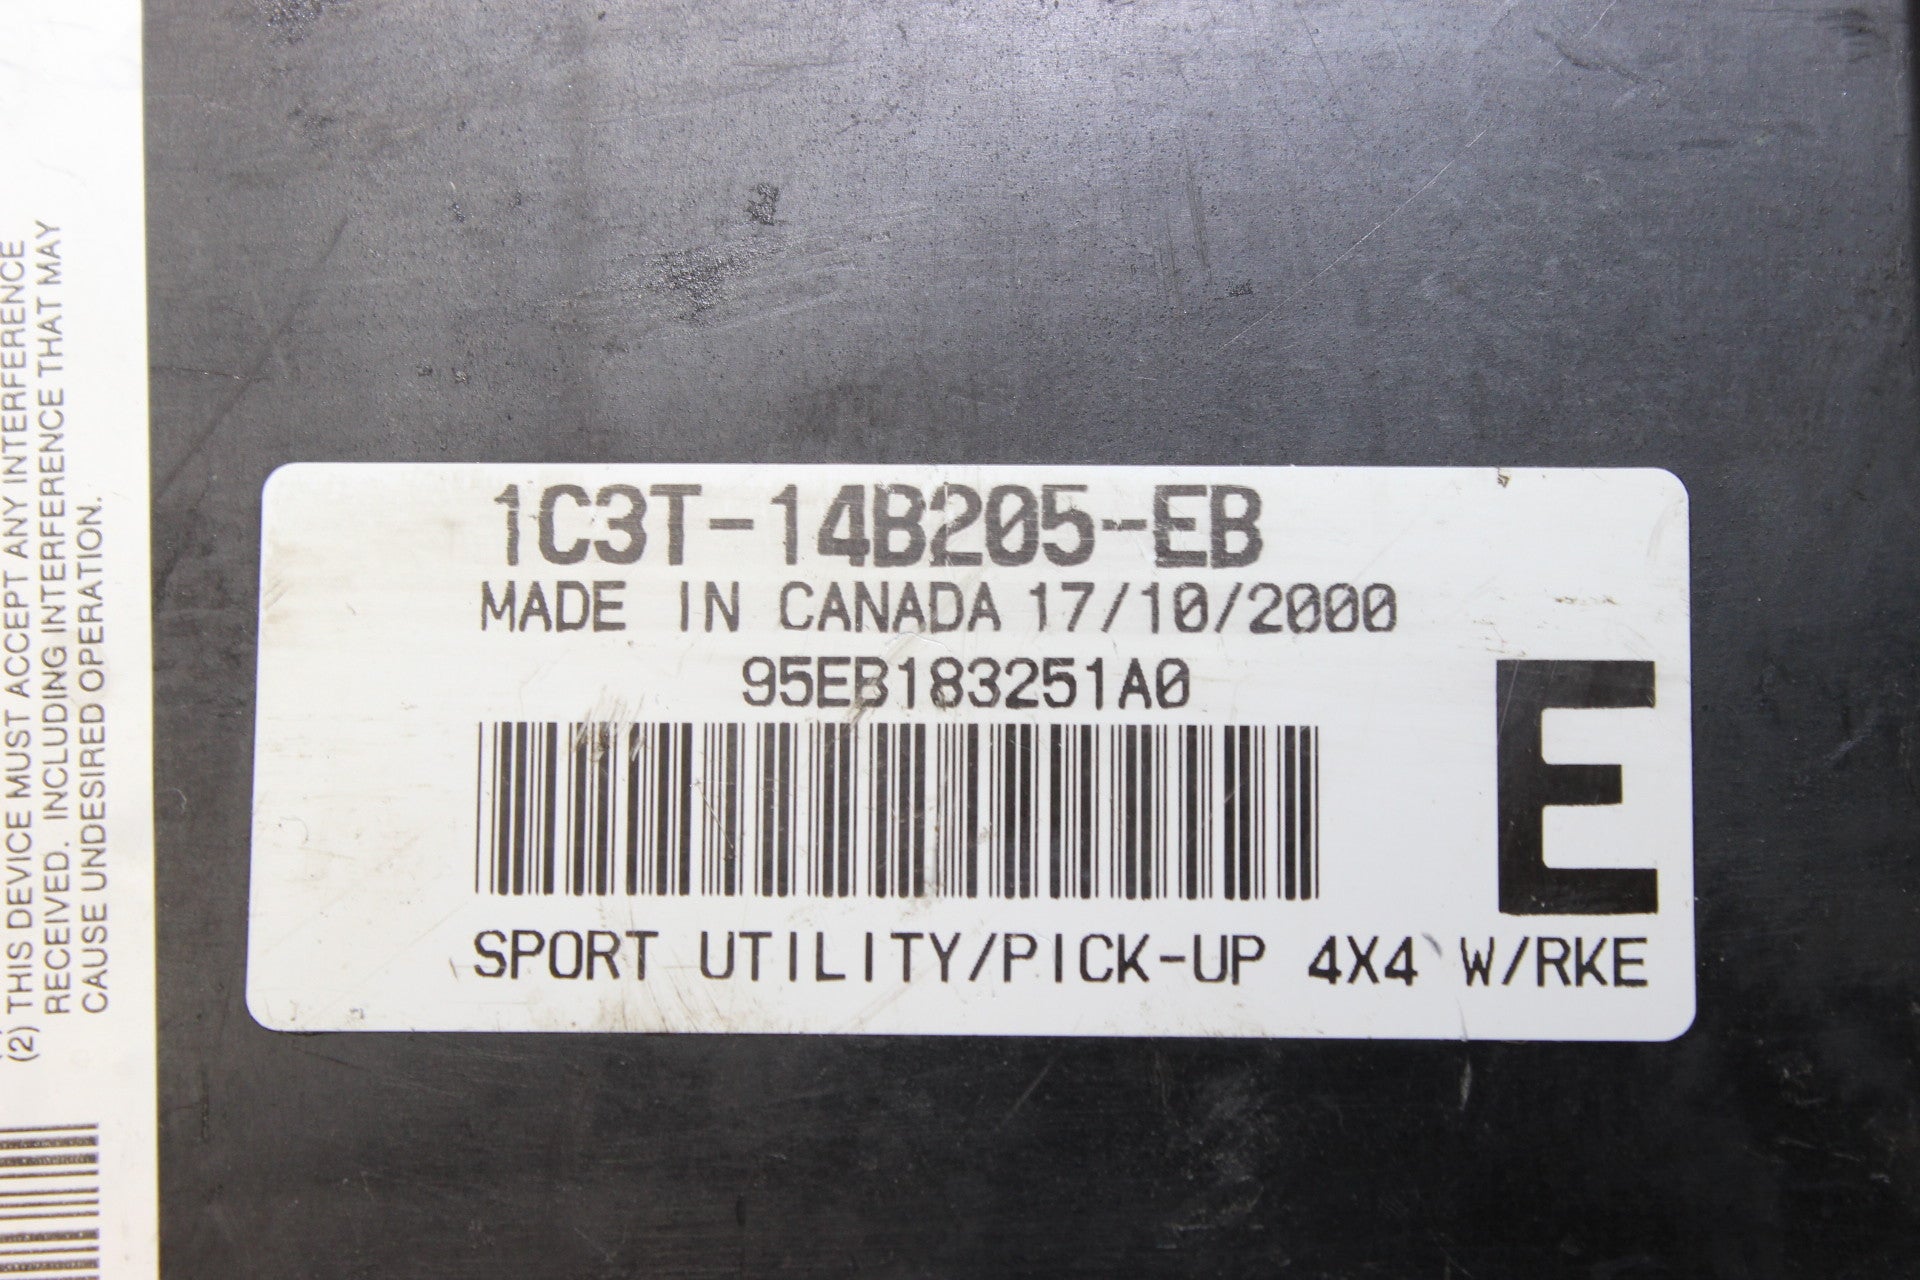 (2) THIS DEVICE MUST ACCEPT ANY INTERFERENCE
RECEIVED. INCLUDING INTERFERENCE THAT MAY
CAUSE UNDESIRED OPERATION.
1C3T-14B205-EB
MADE IN CANADA 17/10/2000
95EB183251A0
E
SPORT UTILITY/PICK-UP 4X4 W/RKE